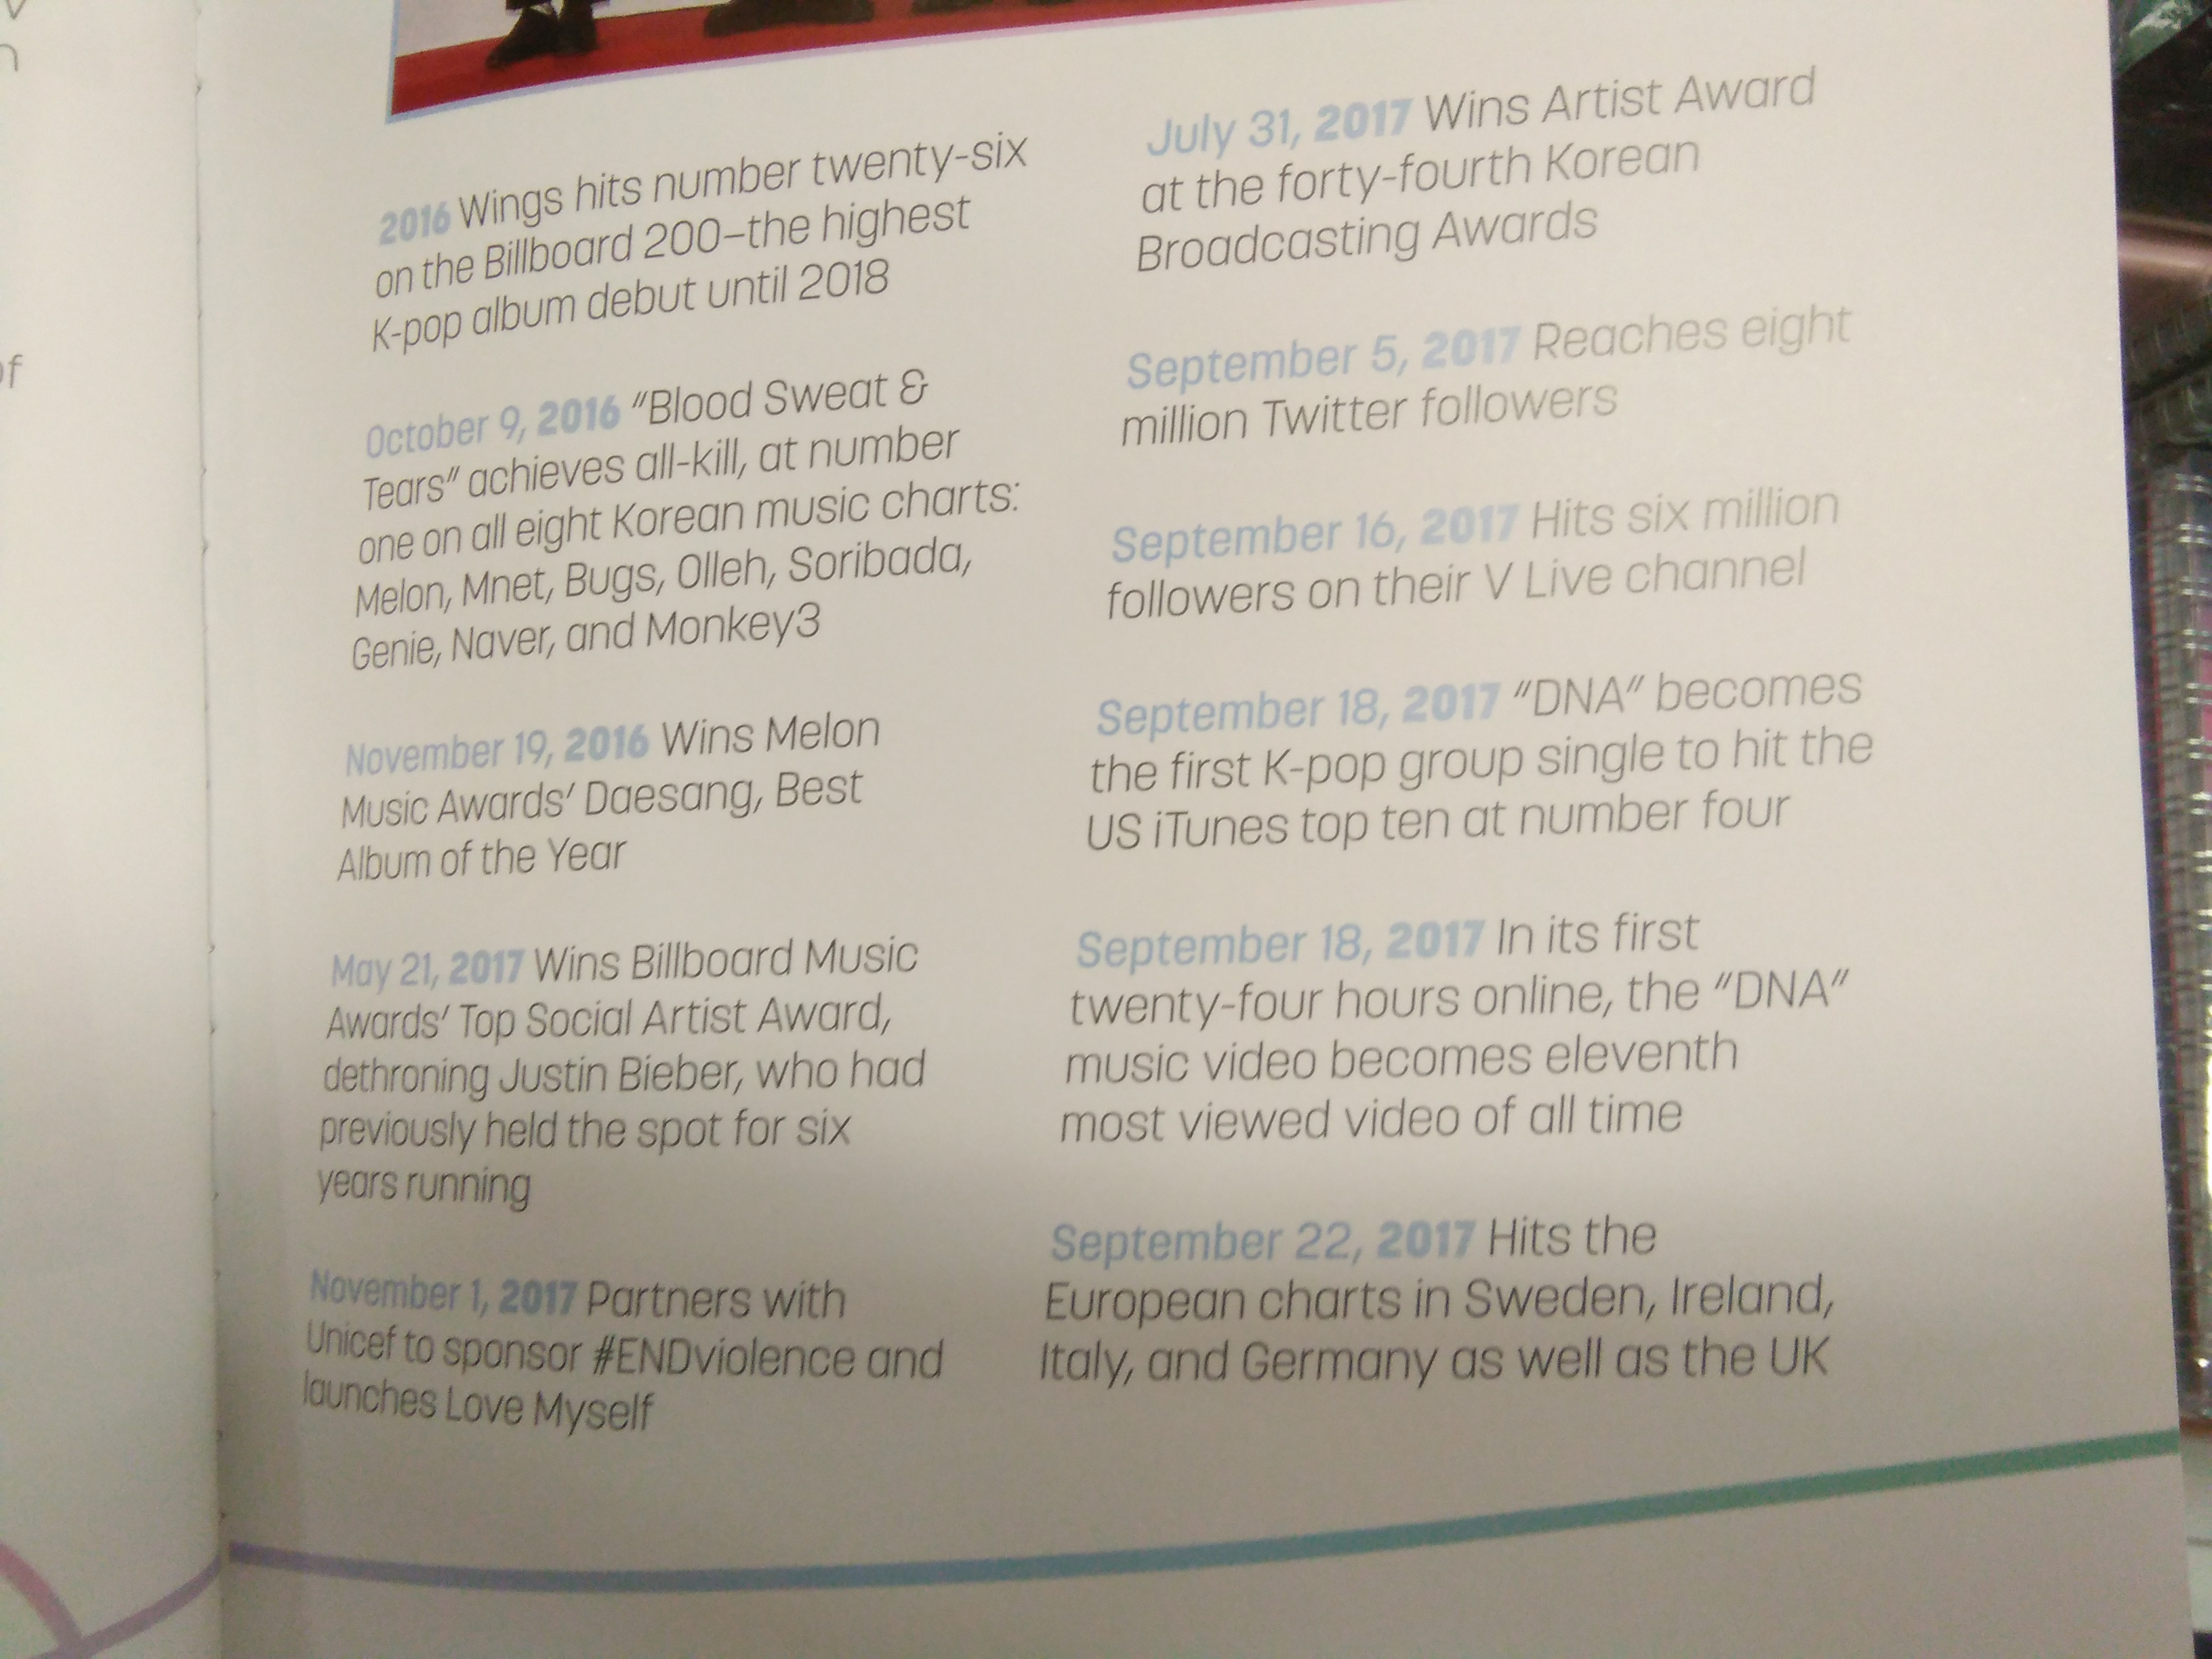 2016 Wings hits number twenty-six
on the Billboard 200–the highest
K-pop album debut until 2018
October 9, 2016 "Blood Sweat &
Tears" achieves all-kill, at number
one on all eight Korean music charts:
Melon, Mnet, Bugs, Olleh, Soribada,
Genie, Naver, and Monkey3
November 19, 2016 Wins Melon
Music Awards' Daesang, Best
Album of the Year
May 21, 2017 Wins Billboard Music
Awards' Top Social Artist Award,
dethroning Justin Bieber, who had
previously held the spot for six
years running
November 1, 2017 Partners with
Unicef to sponsor #ENDviolence and
launches Love Myself
July 31, 2017 Wins Artist Award
at the forty-fourth Korean
Broadcasting Awards
September 5, 2017 Reaches eight
million Twitter followers
September 16, 2017 Hits six million
followers on their V Live channel
September 18, 2017 "DNA" becomes
the first K-pop group single to hit the
US iTunes top ten at number four
September 18, 2017 In its first
twenty-four hours online, the "DNA"
music video becomes eleventh
most viewed video of all time
September 22, 2017 Hits the
European charts in Sweden, Ireland,
Italy, and Germany as well as the UK